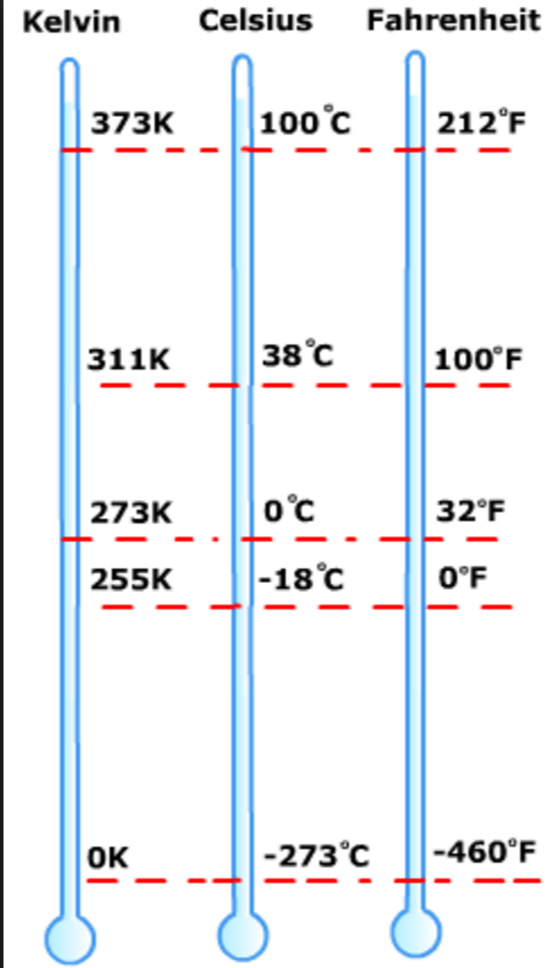 Kelvin Celsius Fahrenheit
373K 100°C 212°F
311K 38°C 100°F
273K 0°C 32°F
255K -18°C 0°F
0K -273°C -460°F